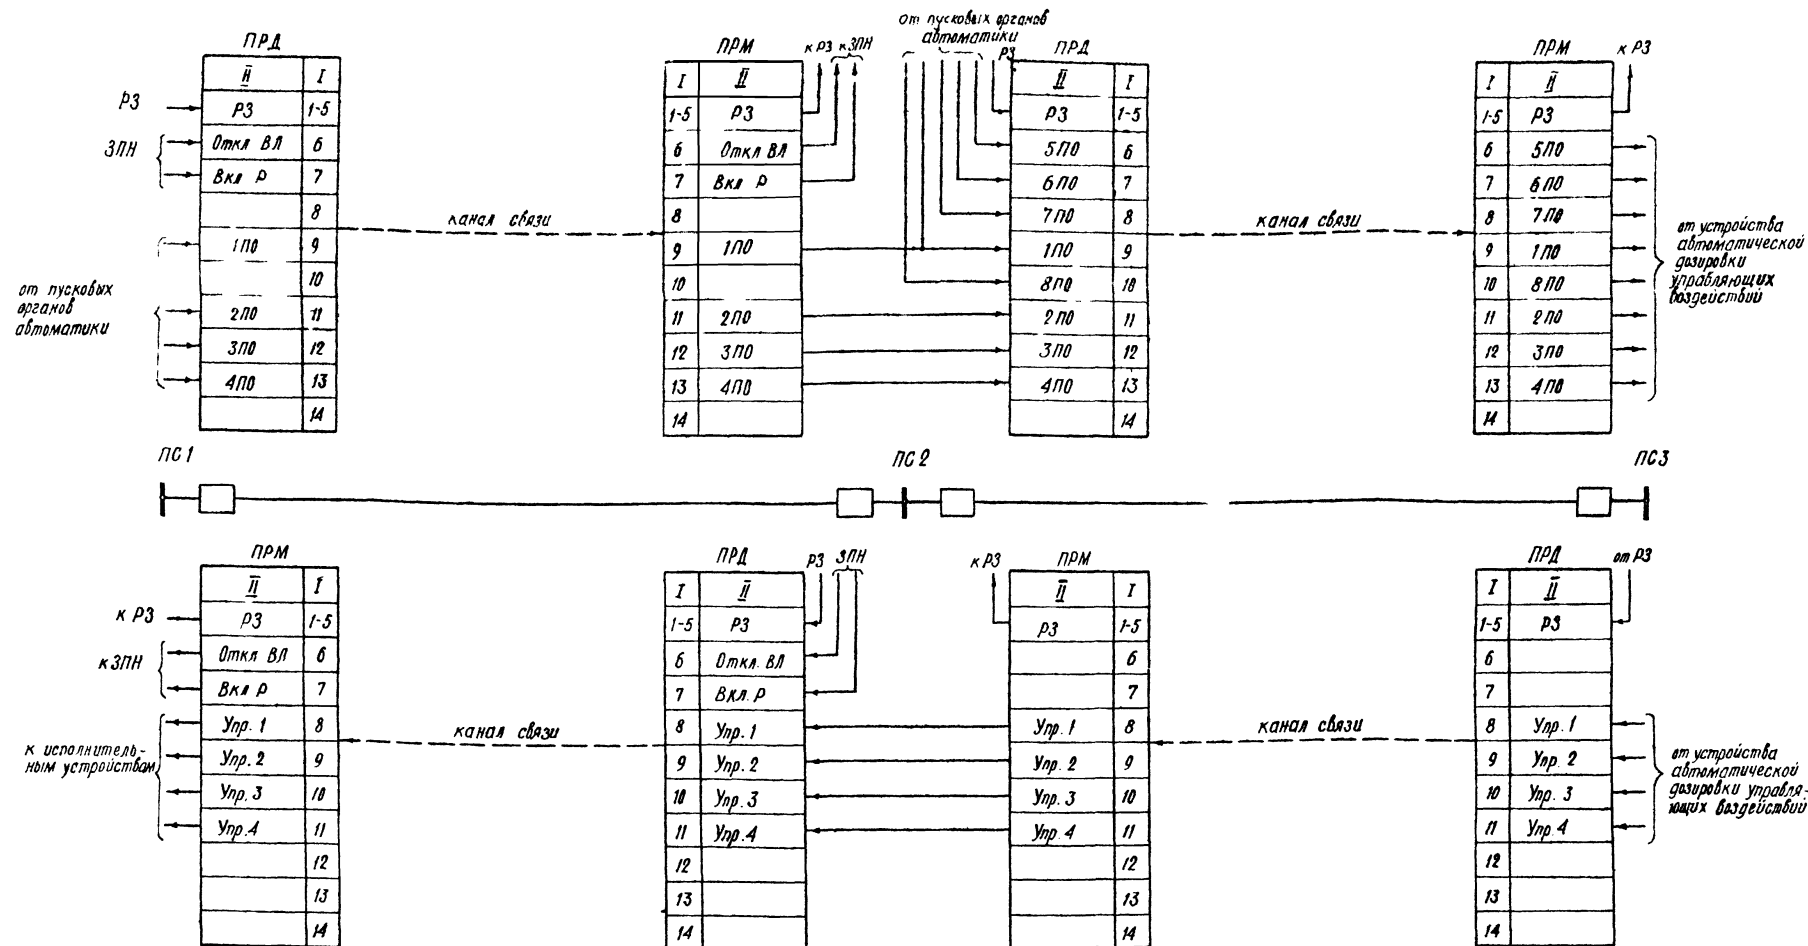 ПРД
II I
РЗ 1-5
Откл ВЛ 6
Вкл Р 7
8
1ПО 9
10
2ПО 11
3ПО 12
4ПО 13
14
РЗ
ЗПН
от пусковых
органов
автоматики
канал связи
ПРМ
к РЗ к ЗПН
I II
1-5 РЗ
6 Откл ВЛ
7 Вкл Р
8
9 1ПО
10
11 2ПО
12 3ПО
13 4ПО
14
от пусковых органов
автоматики
РЗ
ПРД
II I
РЗ 1-5
5ПО 6
6ПО 7
7ПО 8
1ПО 9
8ПО 10
2ПО 11
3ПО 12
4ПО 13
14
канал связи
ПРМ
к РЗ
I II
1-5 РЗ
6 5ПО
7 6ПО
8 7ПО
9 1ПО
10 8ПО
11 2ПО
12 3ПО
13 4ПО
14
от устройства
автоматической
дозировки
управляющих
воздействий
ПС1
ПС2
ПС3
ПРМ
II I
РЗ 1-5
Откл ВЛ 6
Вкл Р 7
Упр. 1 8
Упр. 2 9
Упр. 3 10
Упр. 4 11
12
13
14
к РЗ
к ЗПН
к исполнитель-
ным устройствам
канал связи
ПРД
РЗ ЗПН
I II
1-5 РЗ
6 Откл. ВЛ
7 Вкл. Р
8 Упр. 1
9 Упр. 2
10 Упр. 3
11 Упр. 4
12
13
14
к РЗ
ПРМ
II I
РЗ 1-5
6
7
Упр. 1 8
Упр. 2 9
Упр. 3 10
Упр. 4 11
12
13
14
канал связи
ПРД
от РЗ
I II
1-5 РЗ
6
7
8 Упр. 1
9 Упр. 2
10 Упр. 3
11 Упр. 4
12
13
14
от устройства
автоматической
дозировки управля-
ющих воздействий